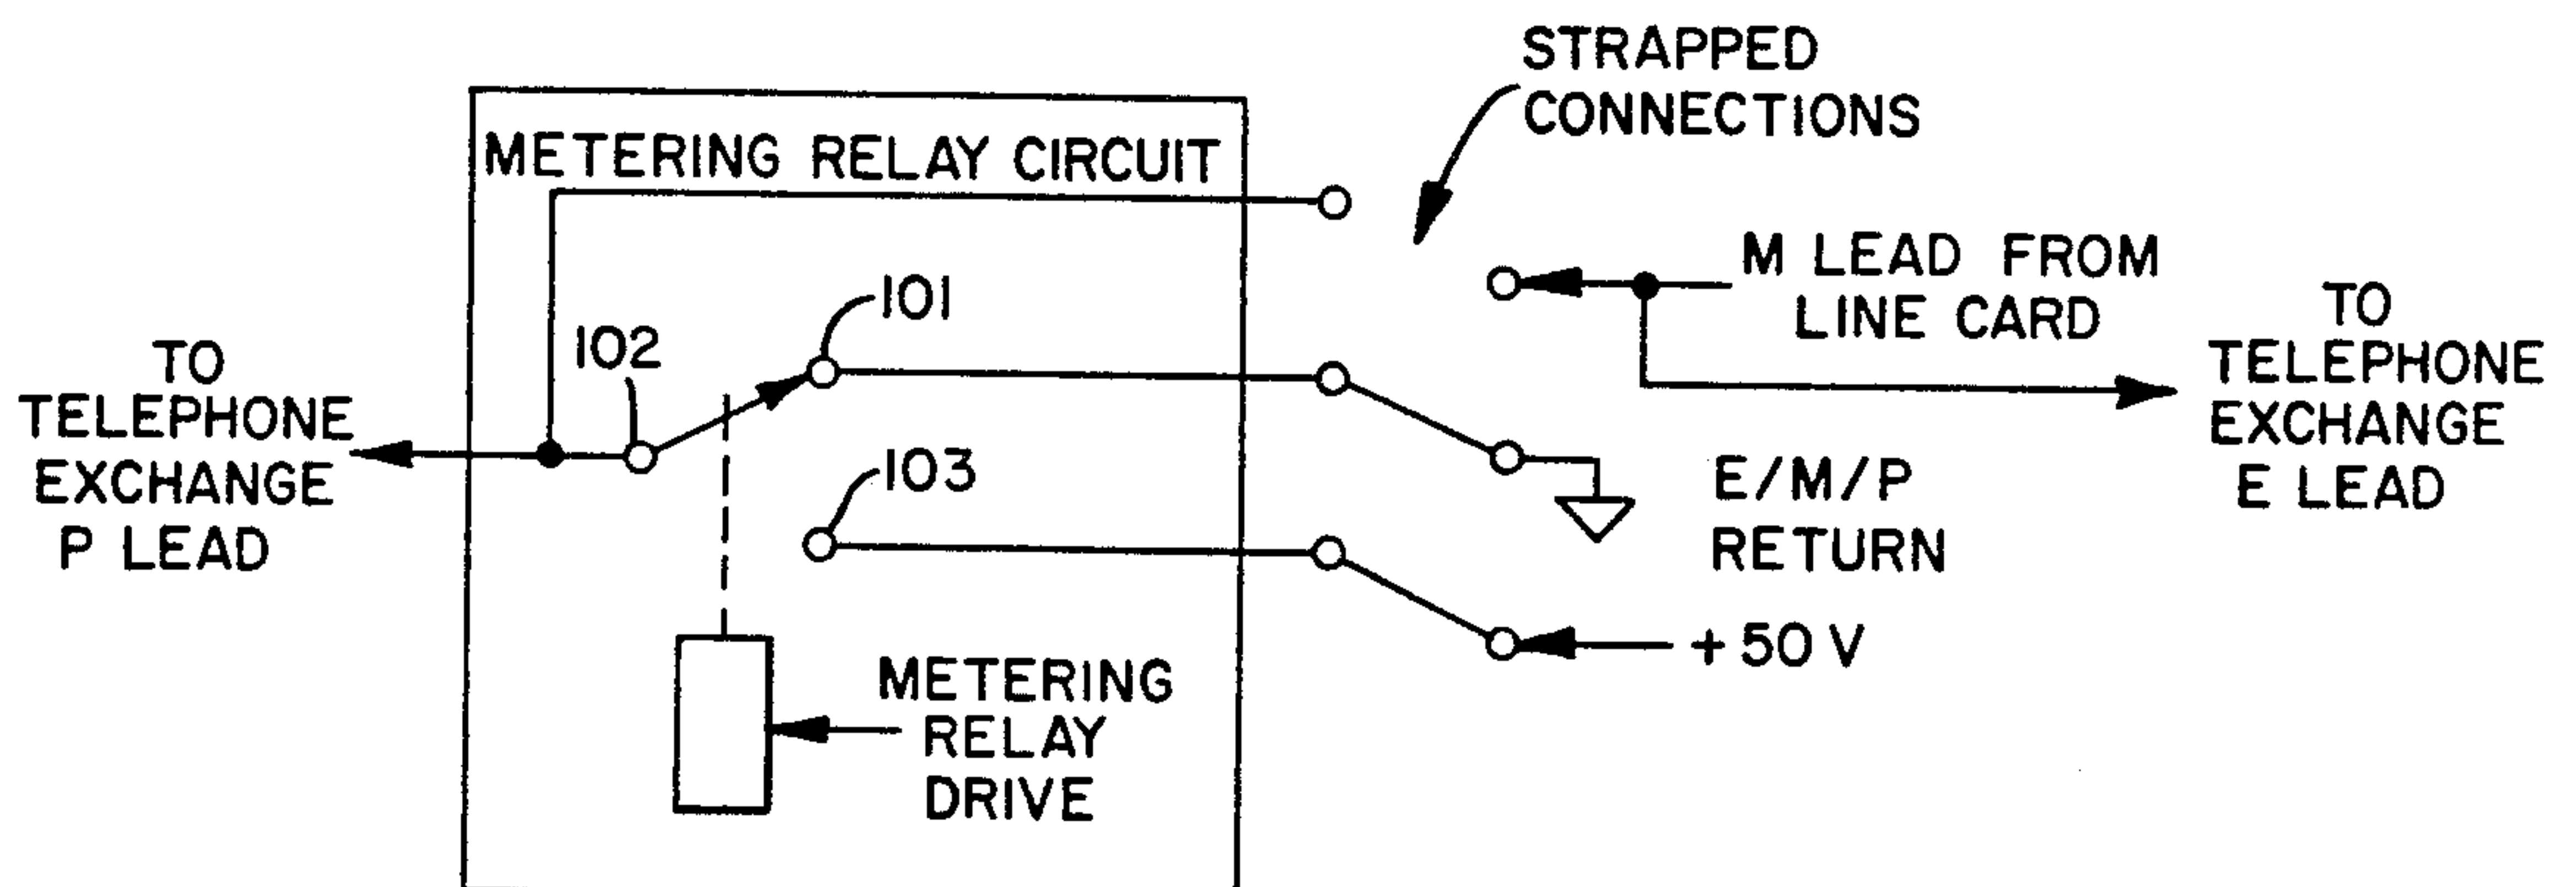 STRAPPED
CONNECTIONS
METERING RELAY CIRCUIT
M LEAD FROM
LINE CARD
101
102
103
TO
TELEPHONE
EXCHANGE
P LEAD
TO
TELEPHONE
EXCHANGE
E LEAD
E/M/P
RETURN
+50 V
METERING
RELAY
DRIVE